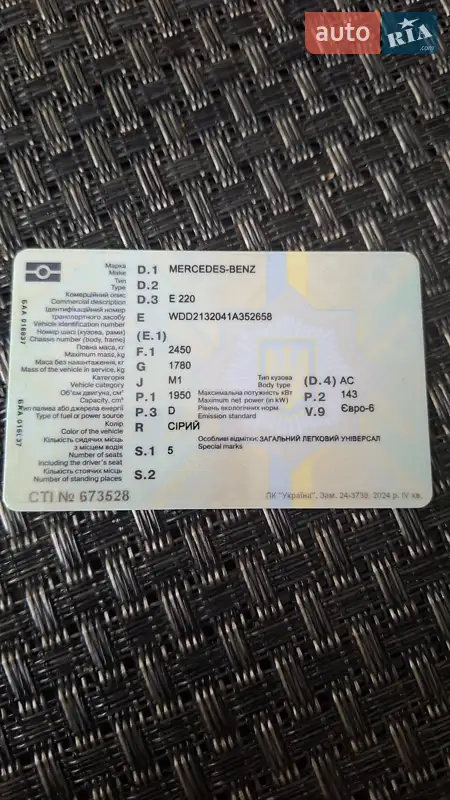 auto RIA .com
Марка
Make
D.1 MERCEDES-BENZ
Тип
Type
D.2
Комерційний опис
Commercial description
D.3 E 220
Ідентифікаційний номер
транспортного засобу
Vehicle identification number
E WDD2132041A352658
Номер шасі (кузова, рами)
Chassis number (body, frame)
(E.1)
Повна маса, кг
Maximum mass, kg
F.1 2450
Маса без навантаження, кг
Mass of the vehicle in service, kg
G 1780
Категорія
Vehicle category
J M1
Тип кузова
Body type
(D.4) AC
Об'єм двигуна, см³
Capacity, cm³
P.1 1950
Максимальна потужність кВт
Maximum net power (in kW)
P.2 143
Тип палива або джерела енергії
Type of fuel or power source
P.3 D
Рівень екологічних норм
Emission standard
V.9 Євро-6
Колір
Color of the vehicle
R СІРИЙ
Кількість сидячих місць
з місцем водія
Number of seats
including the driver's seat
S.1 5
Особливі відмітки: ЗАГАЛЬНИЙ ЛЕГКОВИЙ УНІВЕРСАЛ
Special marks
Кількість стоячих місць
Number of standing places
S.2
СТІ № 673528
ПК "Україна", Зам. 24-3739, 2024 р. IV кв.